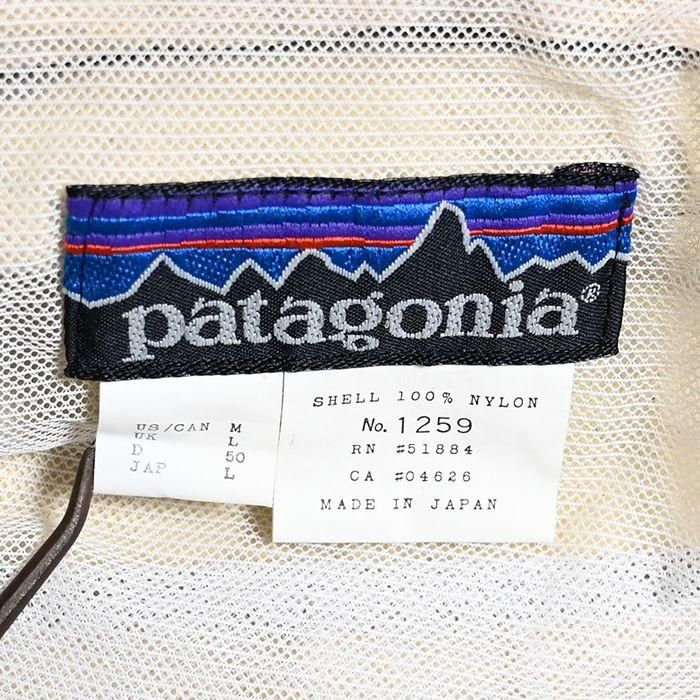 patagonia®
US/CAN M
UK L
D 50
JAP L
SHELL 100% NYLON
No. 1259
RN #51884
CA #04626
MADE IN JAPAN